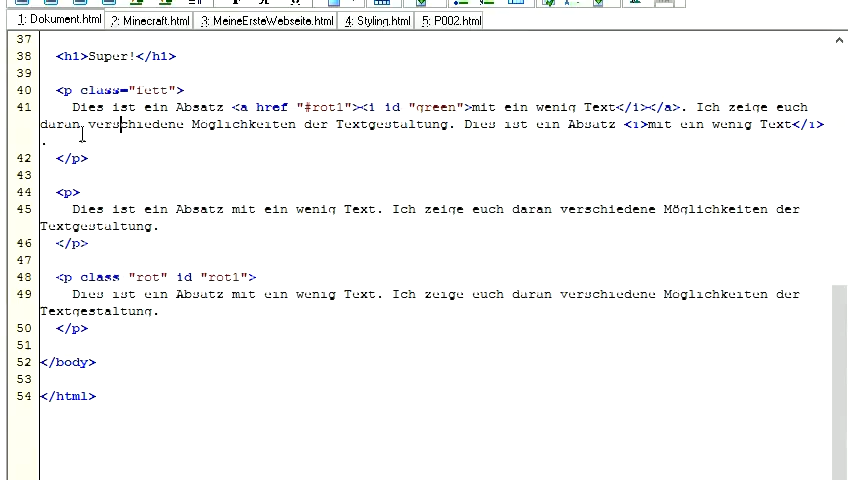 1: Dokument.html 2: Minecraft.html 3: MeineErsteWebseite.html 4: Styling.html 5: P002.html
37
38 <h1>Super!</h1>
39
40 <p class="fett">
41 Dies ist ein Absatz <a href "#rot1"><i id "green">mit ein wenig Text</i></a>. Ich zeige euch
daran verschiedene Möglichkeiten der Textgestaltung. Dies ist ein Absatz <i>mit ein wenig Text</i>
.
42 </p>
43
44 <p>
45 Dies ist ein Absatz mit ein wenig Text. Ich zeige euch daran verschiedene Möglichkeiten der
Textgestaltung.
46 </p>
47
48 <p class "rot" id "rot1">
49 Dies ist ein Absatz mit ein wenig Text. Ich zeige euch daran verschiedene Möglichkeiten der
Textgestaltung.
50 </p>
51
52 </body>
53
54 </html>